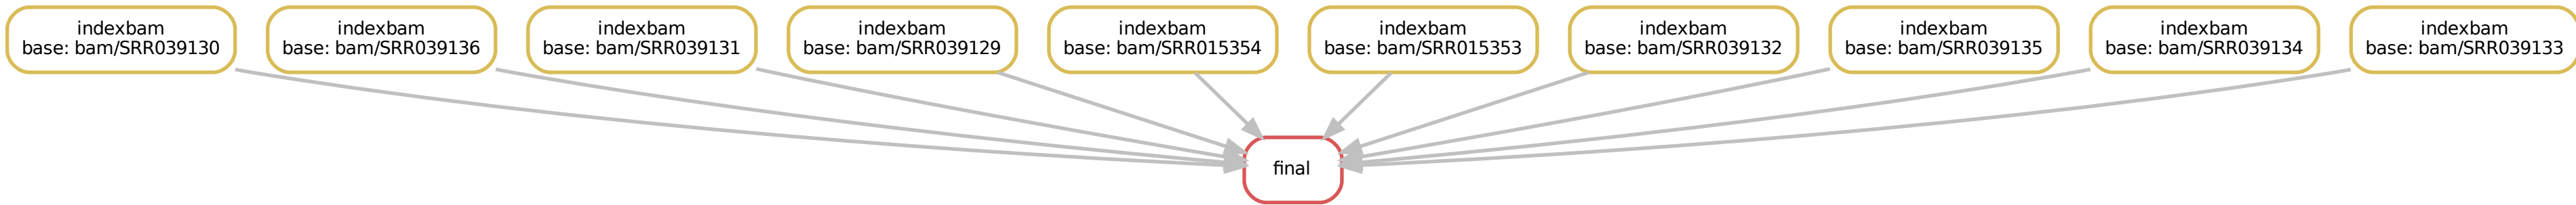 indexbam
base: bam/SRR039130
indexbam
base: bam/SRR039136
indexbam
base: bam/SRR039131
indexbam
base: bam/SRR039129
indexbam
base: bam/SRR015354
indexbam
base: bam/SRR015353
indexbam
base: bam/SRR039132
indexbam
base: bam/SRR039135
indexbam
base: bam/SRR039134
indexbam
base: bam/SRR039133
final